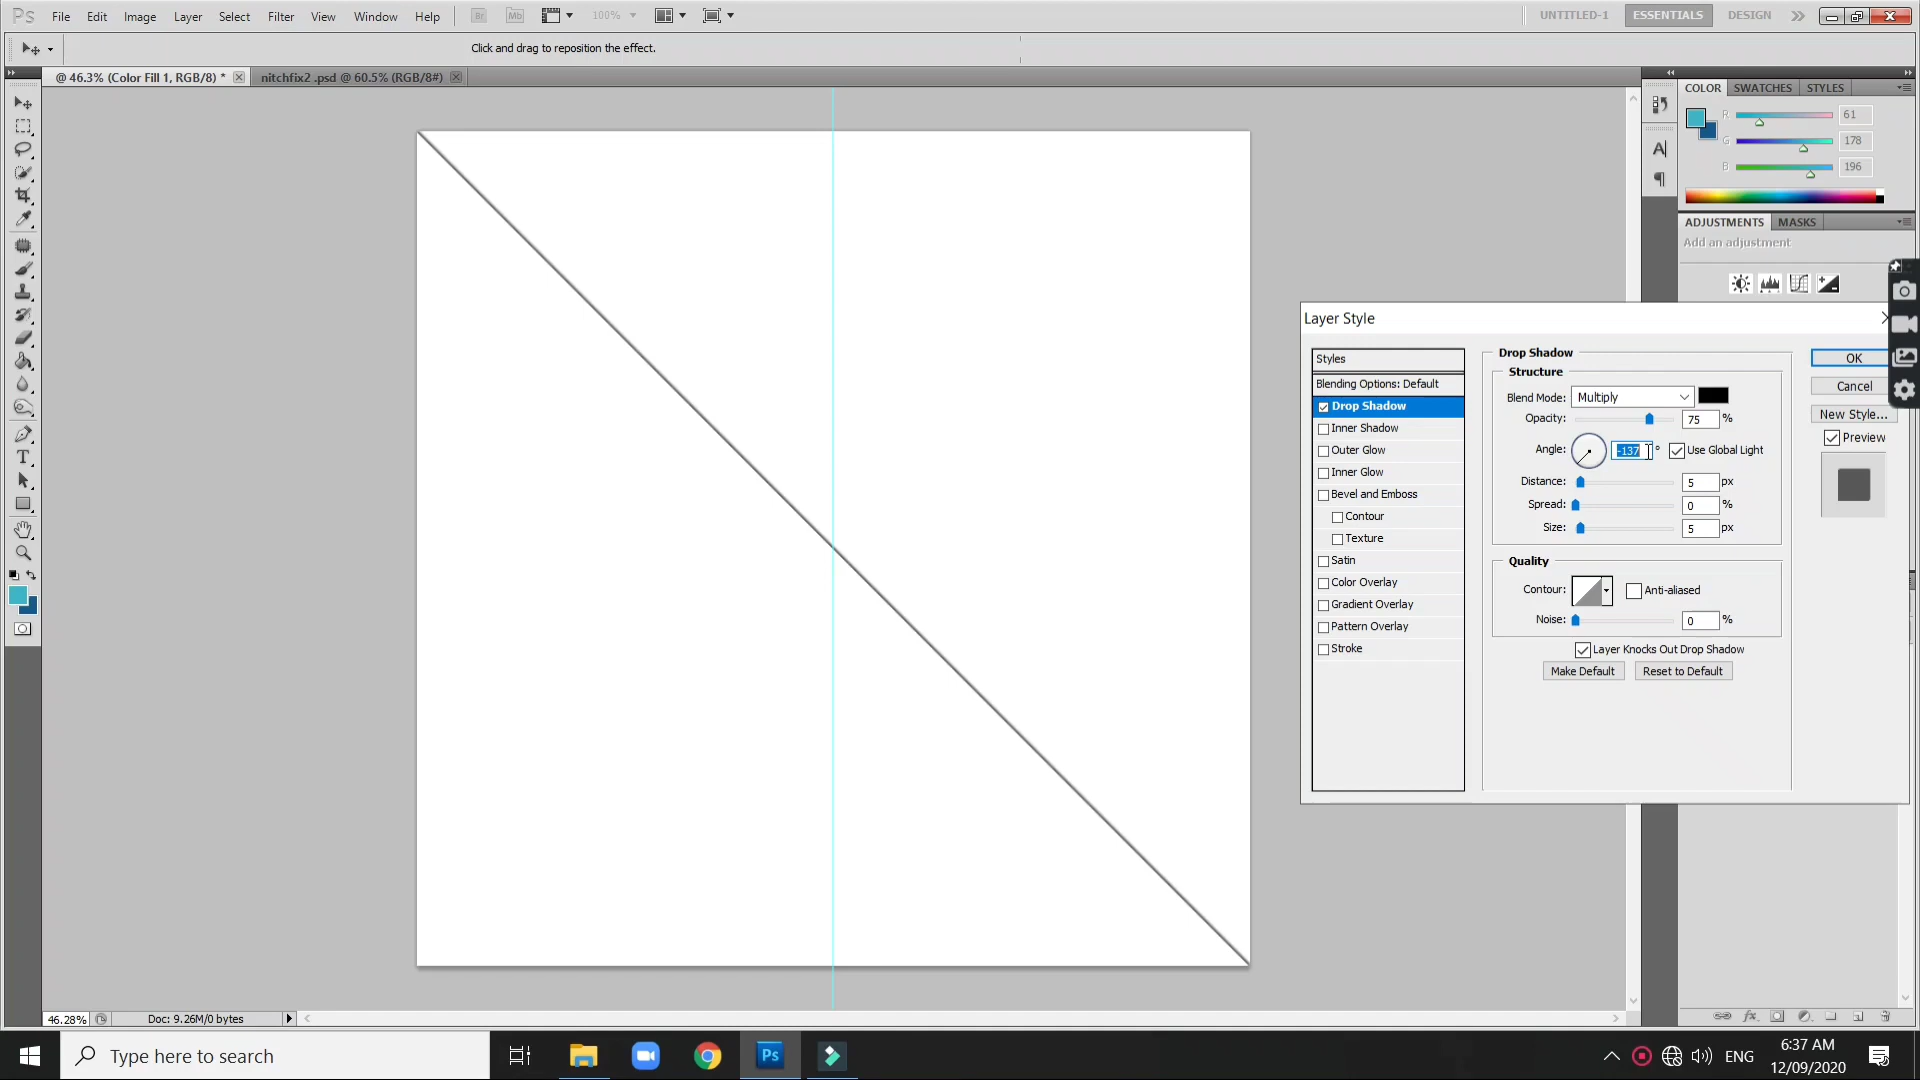 Ps File Edit Image Layer Select Filter View Window Help Br Mb 100% UNTITLED-1 ESSENTIALS DESIGN
Click and drag to reposition the effect.
@ 46.3% (Color Fill 1, RGB/8) * nitchfix2 .psd @ 60.5% (RGB/8#)
COLOR SWATCHES STYLES
R 61
G 178
B 196
ADJUSTMENTS MASKS
Add an adjustment
Layer Style
Styles
Blending Options: Default
Drop Shadow
Inner Shadow
Outer Glow
Inner Glow
Bevel and Emboss
Contour
Texture
Satin
Color Overlay
Gradient Overlay
Pattern Overlay
Stroke
Drop Shadow
Structure
Blend Mode: Multiply
Opacity: 75 %
Angle: -137 ° Use Global Light
Distance: 5 px
Spread: 0 %
Size: 5 px
Quality
Contour: Anti-aliased
Noise: 0 %
Layer Knocks Out Drop Shadow
Make Default Reset to Default
OK
Cancel
New Style...
Preview
46.28% Doc: 9.26M/0 bytes
Type here to search
Ps
ENG
6:37 AM
12/09/2020